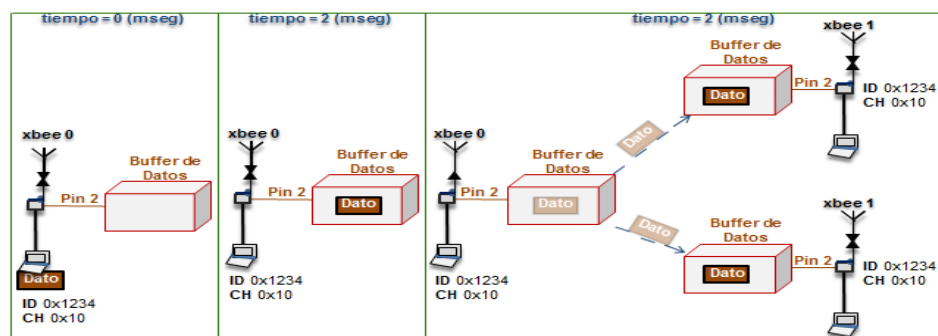 tiempo = 0 (mseg)
xbee 0
Buffer de
Datos
Pin 2
Dato
ID 0x1234
CH 0x10
tiempo = 2 (mseg)
xbee 0
Buffer de
Datos
Pin 2
Dato
ID 0x1234
CH 0x10
tiempo = 2 (mseg)
xbee 0
Buffer de
Datos
Pin 2
Dato
ID 0x1234
CH 0x10
Dato
Dato
xbee 1
Buffer de
Datos
Pin 2
Dato
ID 0x1234
CH 0x10
xbee 1
Buffer de
Datos
Pin 2
Dato
ID 0x1234
CH 0x10